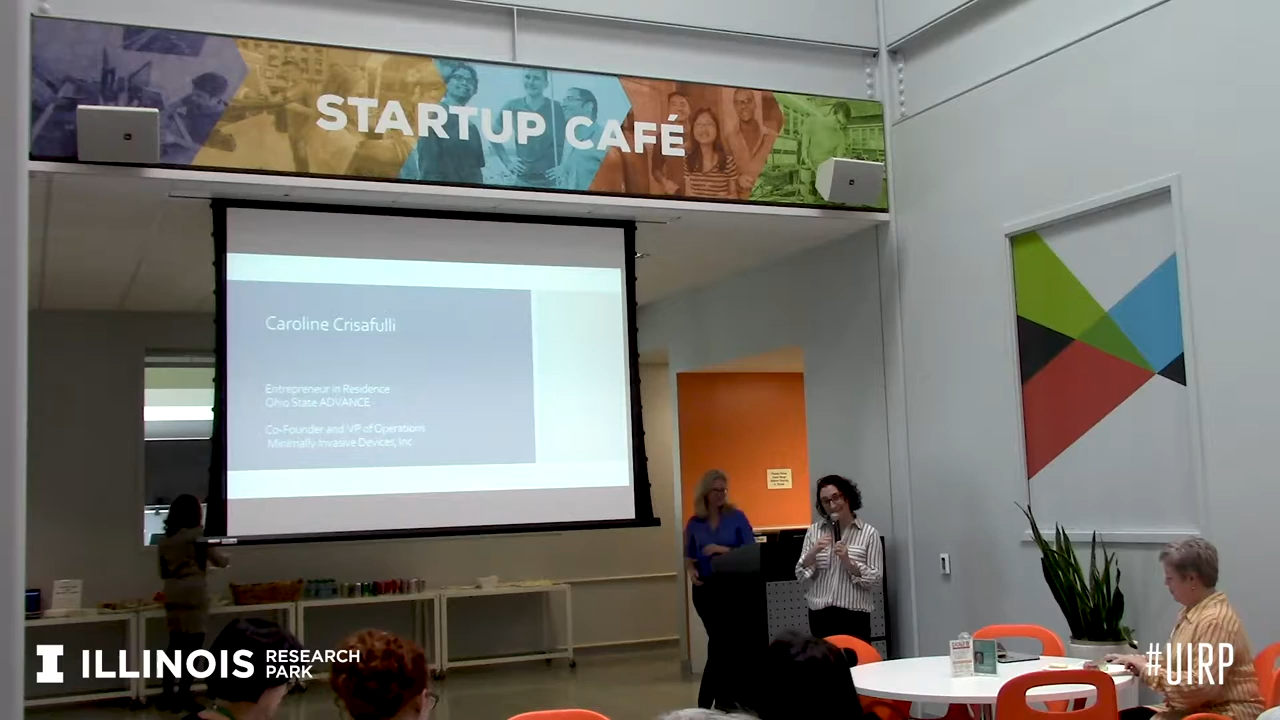 STARTUP CAFÉ
Caroline Crisafulli
Entrepreneur in Residence
Ohio State ADVANCE
Co-Founder and VP of Operations
Minimally Invasive Devices, Inc
I ILLINOIS RESEARCH
PARK
#UIRP